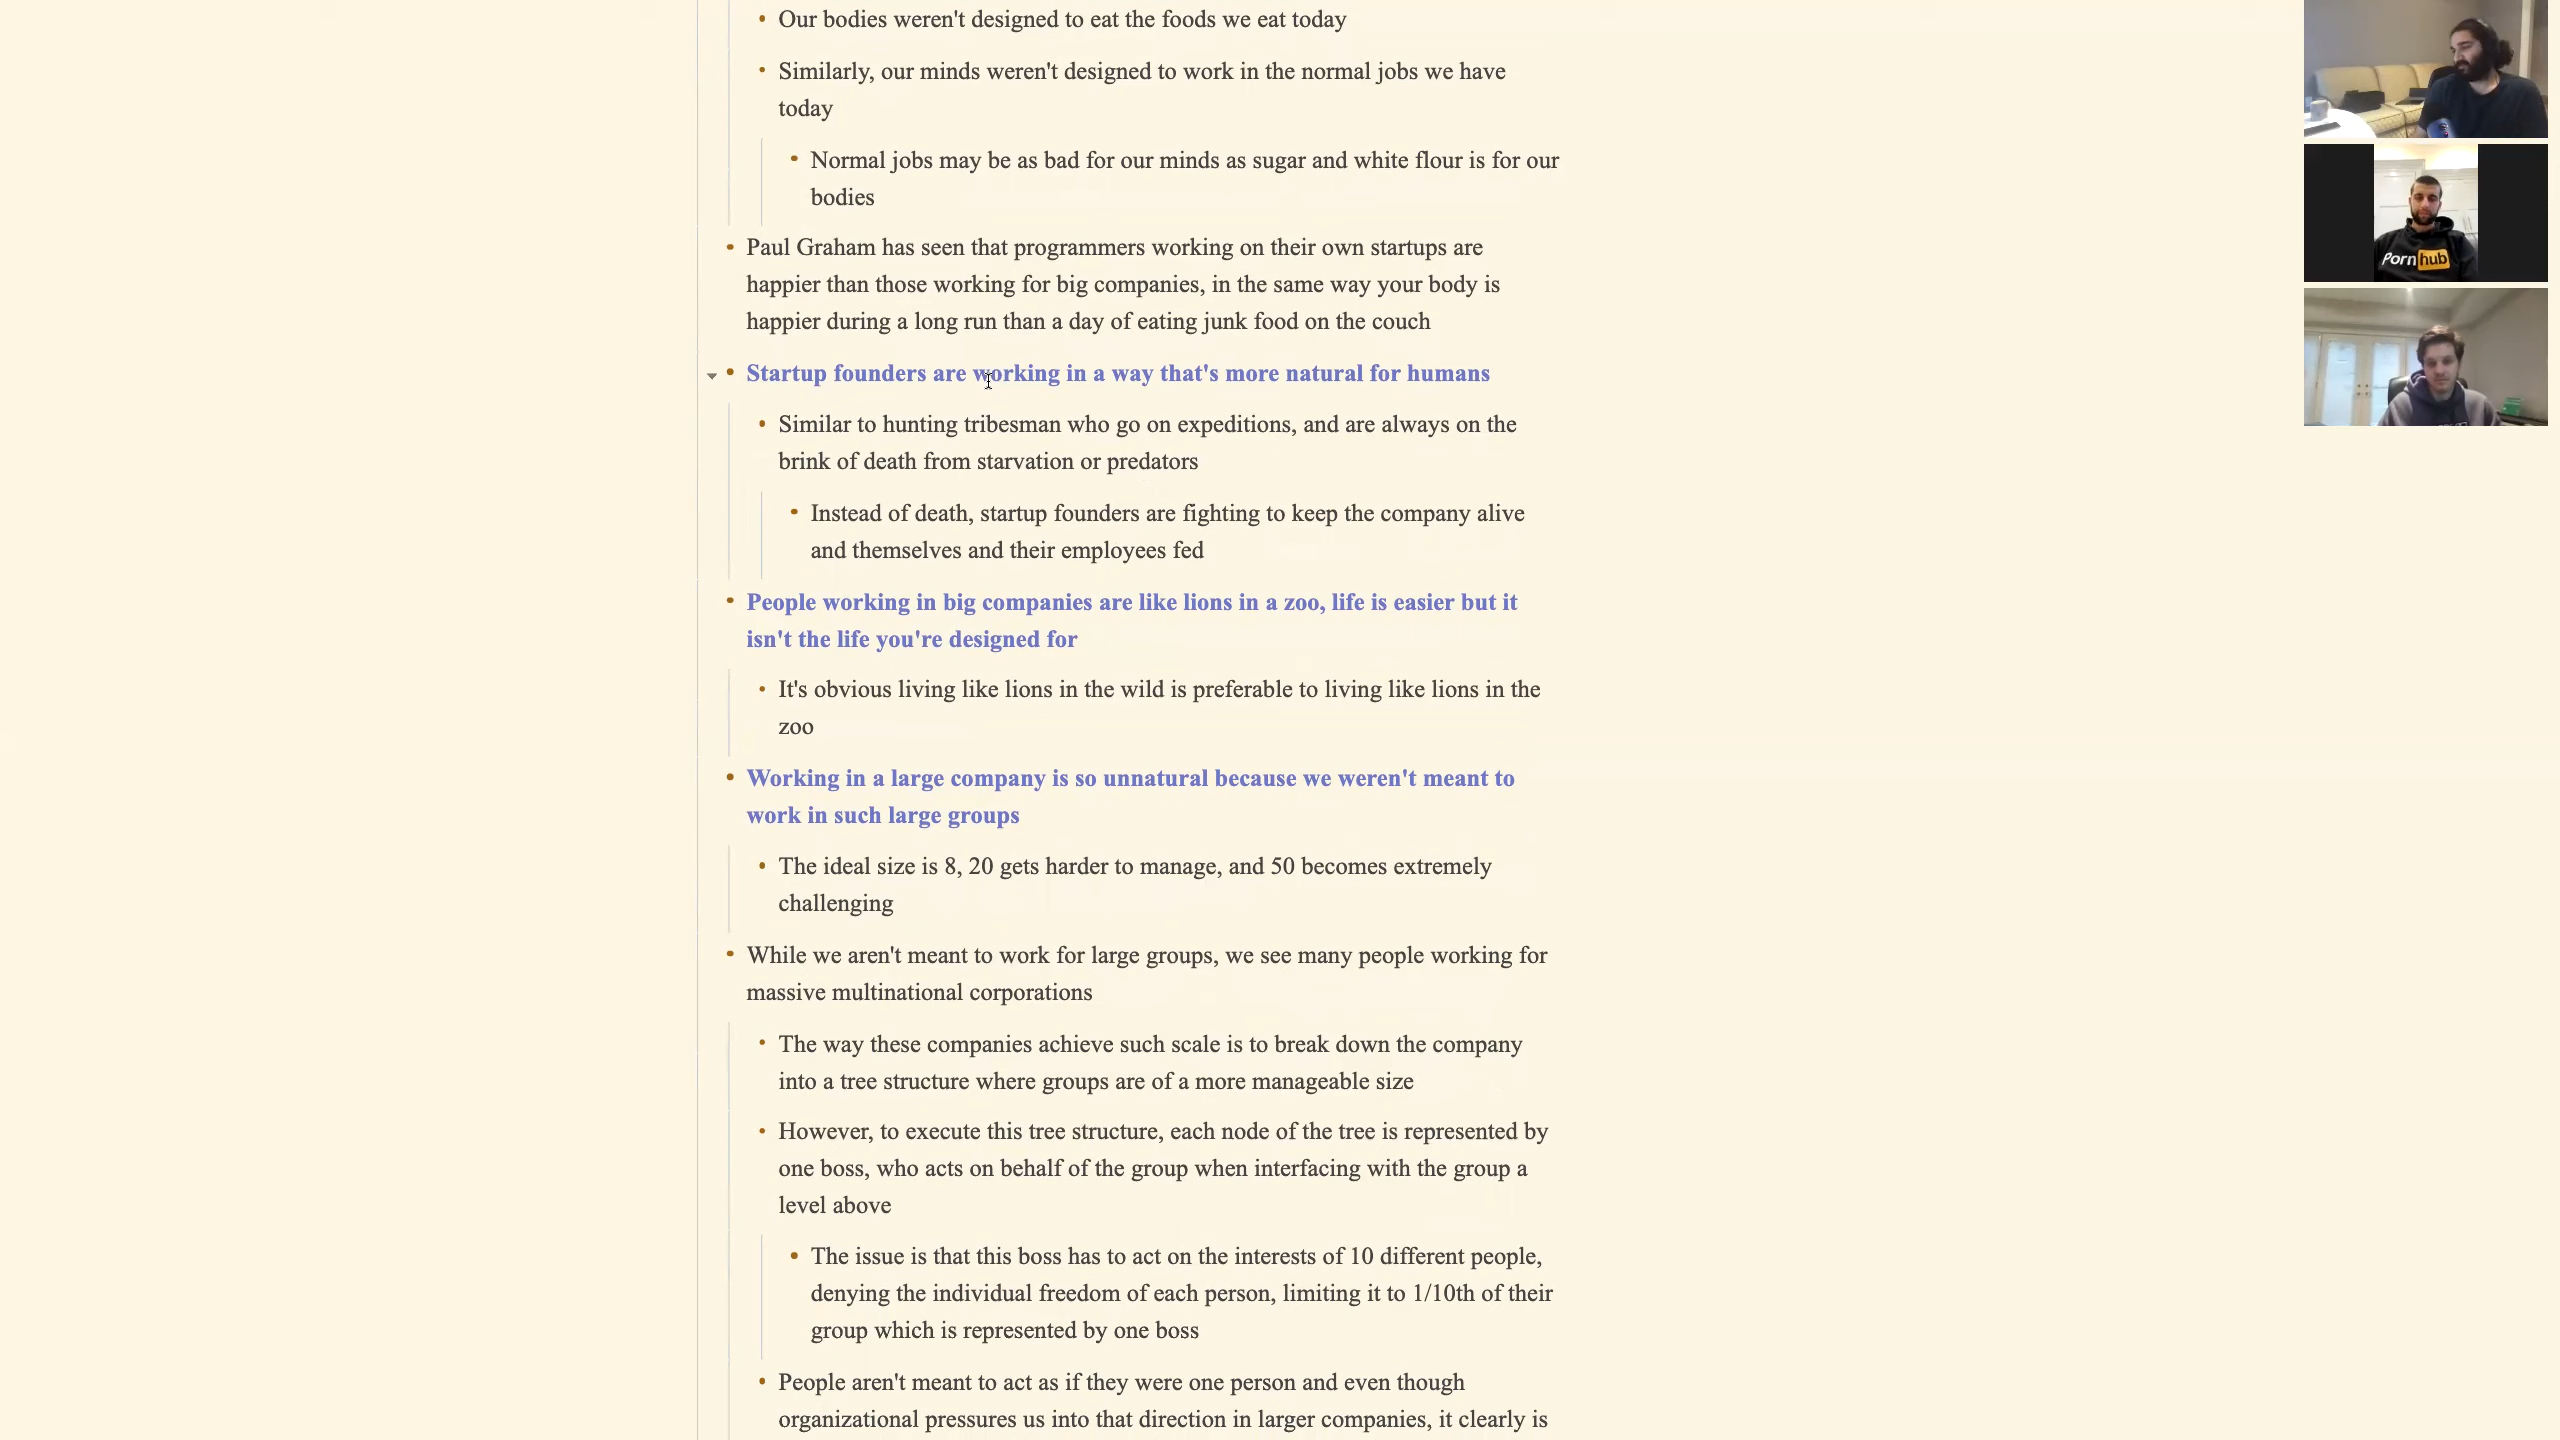 Our bodies weren't designed to eat the foods we eat today
Similarly, our minds weren't designed to work in the normal jobs we have
today
Normal jobs may be as bad for our minds as sugar and white flour is for our
bodies
Paul Graham has seen that programmers working on their own startups are
happier than those working for big companies, in the same way your body is
happier during a long run than a day of eating junk food on the couch
Startup founders are working in a way that's more natural for humans
Similar to hunting tribesman who go on expeditions, and are always on the
brink of death from starvation or predators
Instead of death, startup founders are fighting to keep the company alive
and themselves and their employees fed
People working in big companies are like lions in a zoo, life is easier but it
isn't the life you're designed for
It's obvious living like lions in the wild is preferable to living like lions in the
zoo
Working in a large company is so unnatural because we weren't meant to
work in such large groups
The ideal size is 8, 20 gets harder to manage, and 50 becomes extremely
challenging
While we aren't meant to work for large groups, we see many people working for
massive multinational corporations
The way these companies achieve such scale is to break down the company
into a tree structure where groups are of a more manageable size
However, to execute this tree structure, each node of the tree is represented by
one boss, who acts on behalf of the group when interfacing with the group a
level above
The issue is that this boss has to act on the interests of 10 different people,
denying the individual freedom of each person, limiting it to 1/10th of their
group which is represented by one boss
People aren't meant to act as if they were one person and even though
organizational pressures us into that direction in larger companies, it clearly is
Pornhub